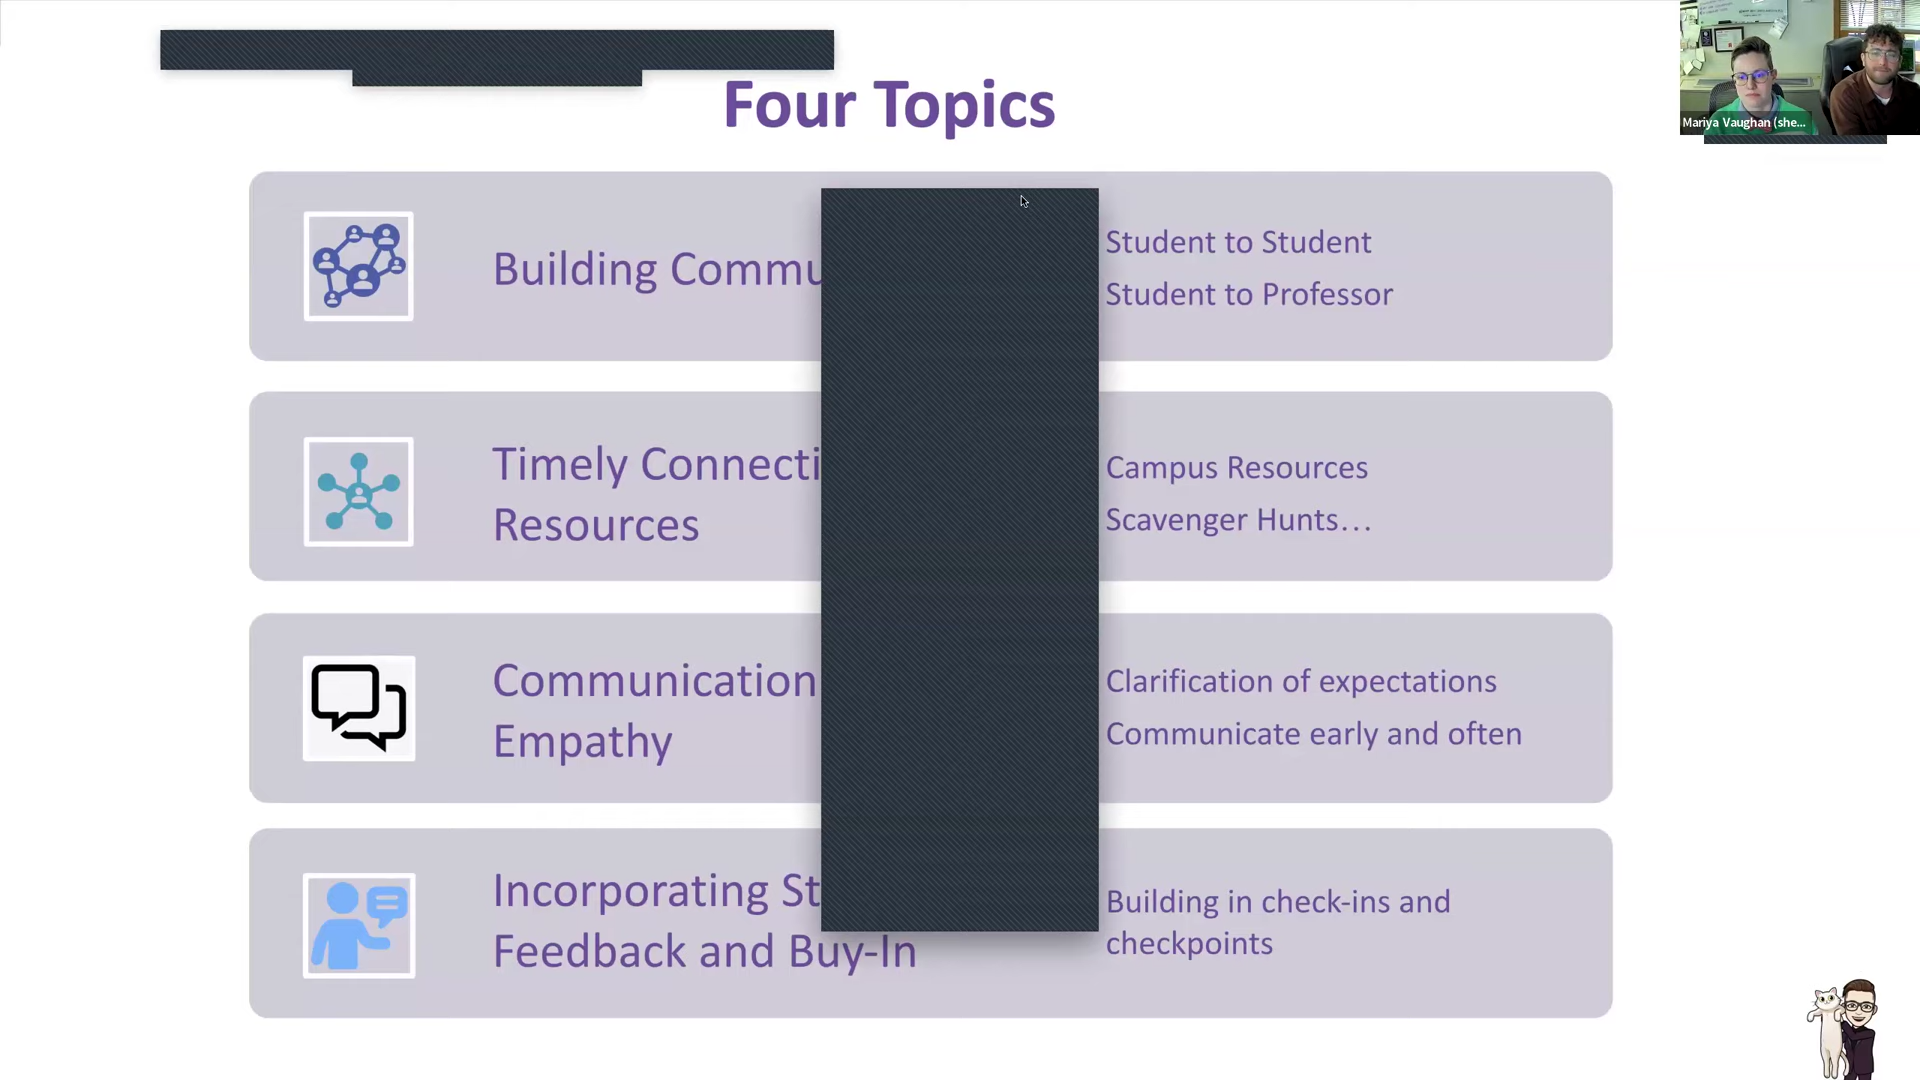 Four Topics
Building Commu
Student to Student
Student to Professor
Timely Connecti
Resources
Campus Resources
Scavenger Hunts…
Communication
Empathy
Clarification of expectations
Communicate early and often
Incorporating St
Feedback and Buy-In
Building in check-ins and
checkpoints
Mariya Vaughan (she...